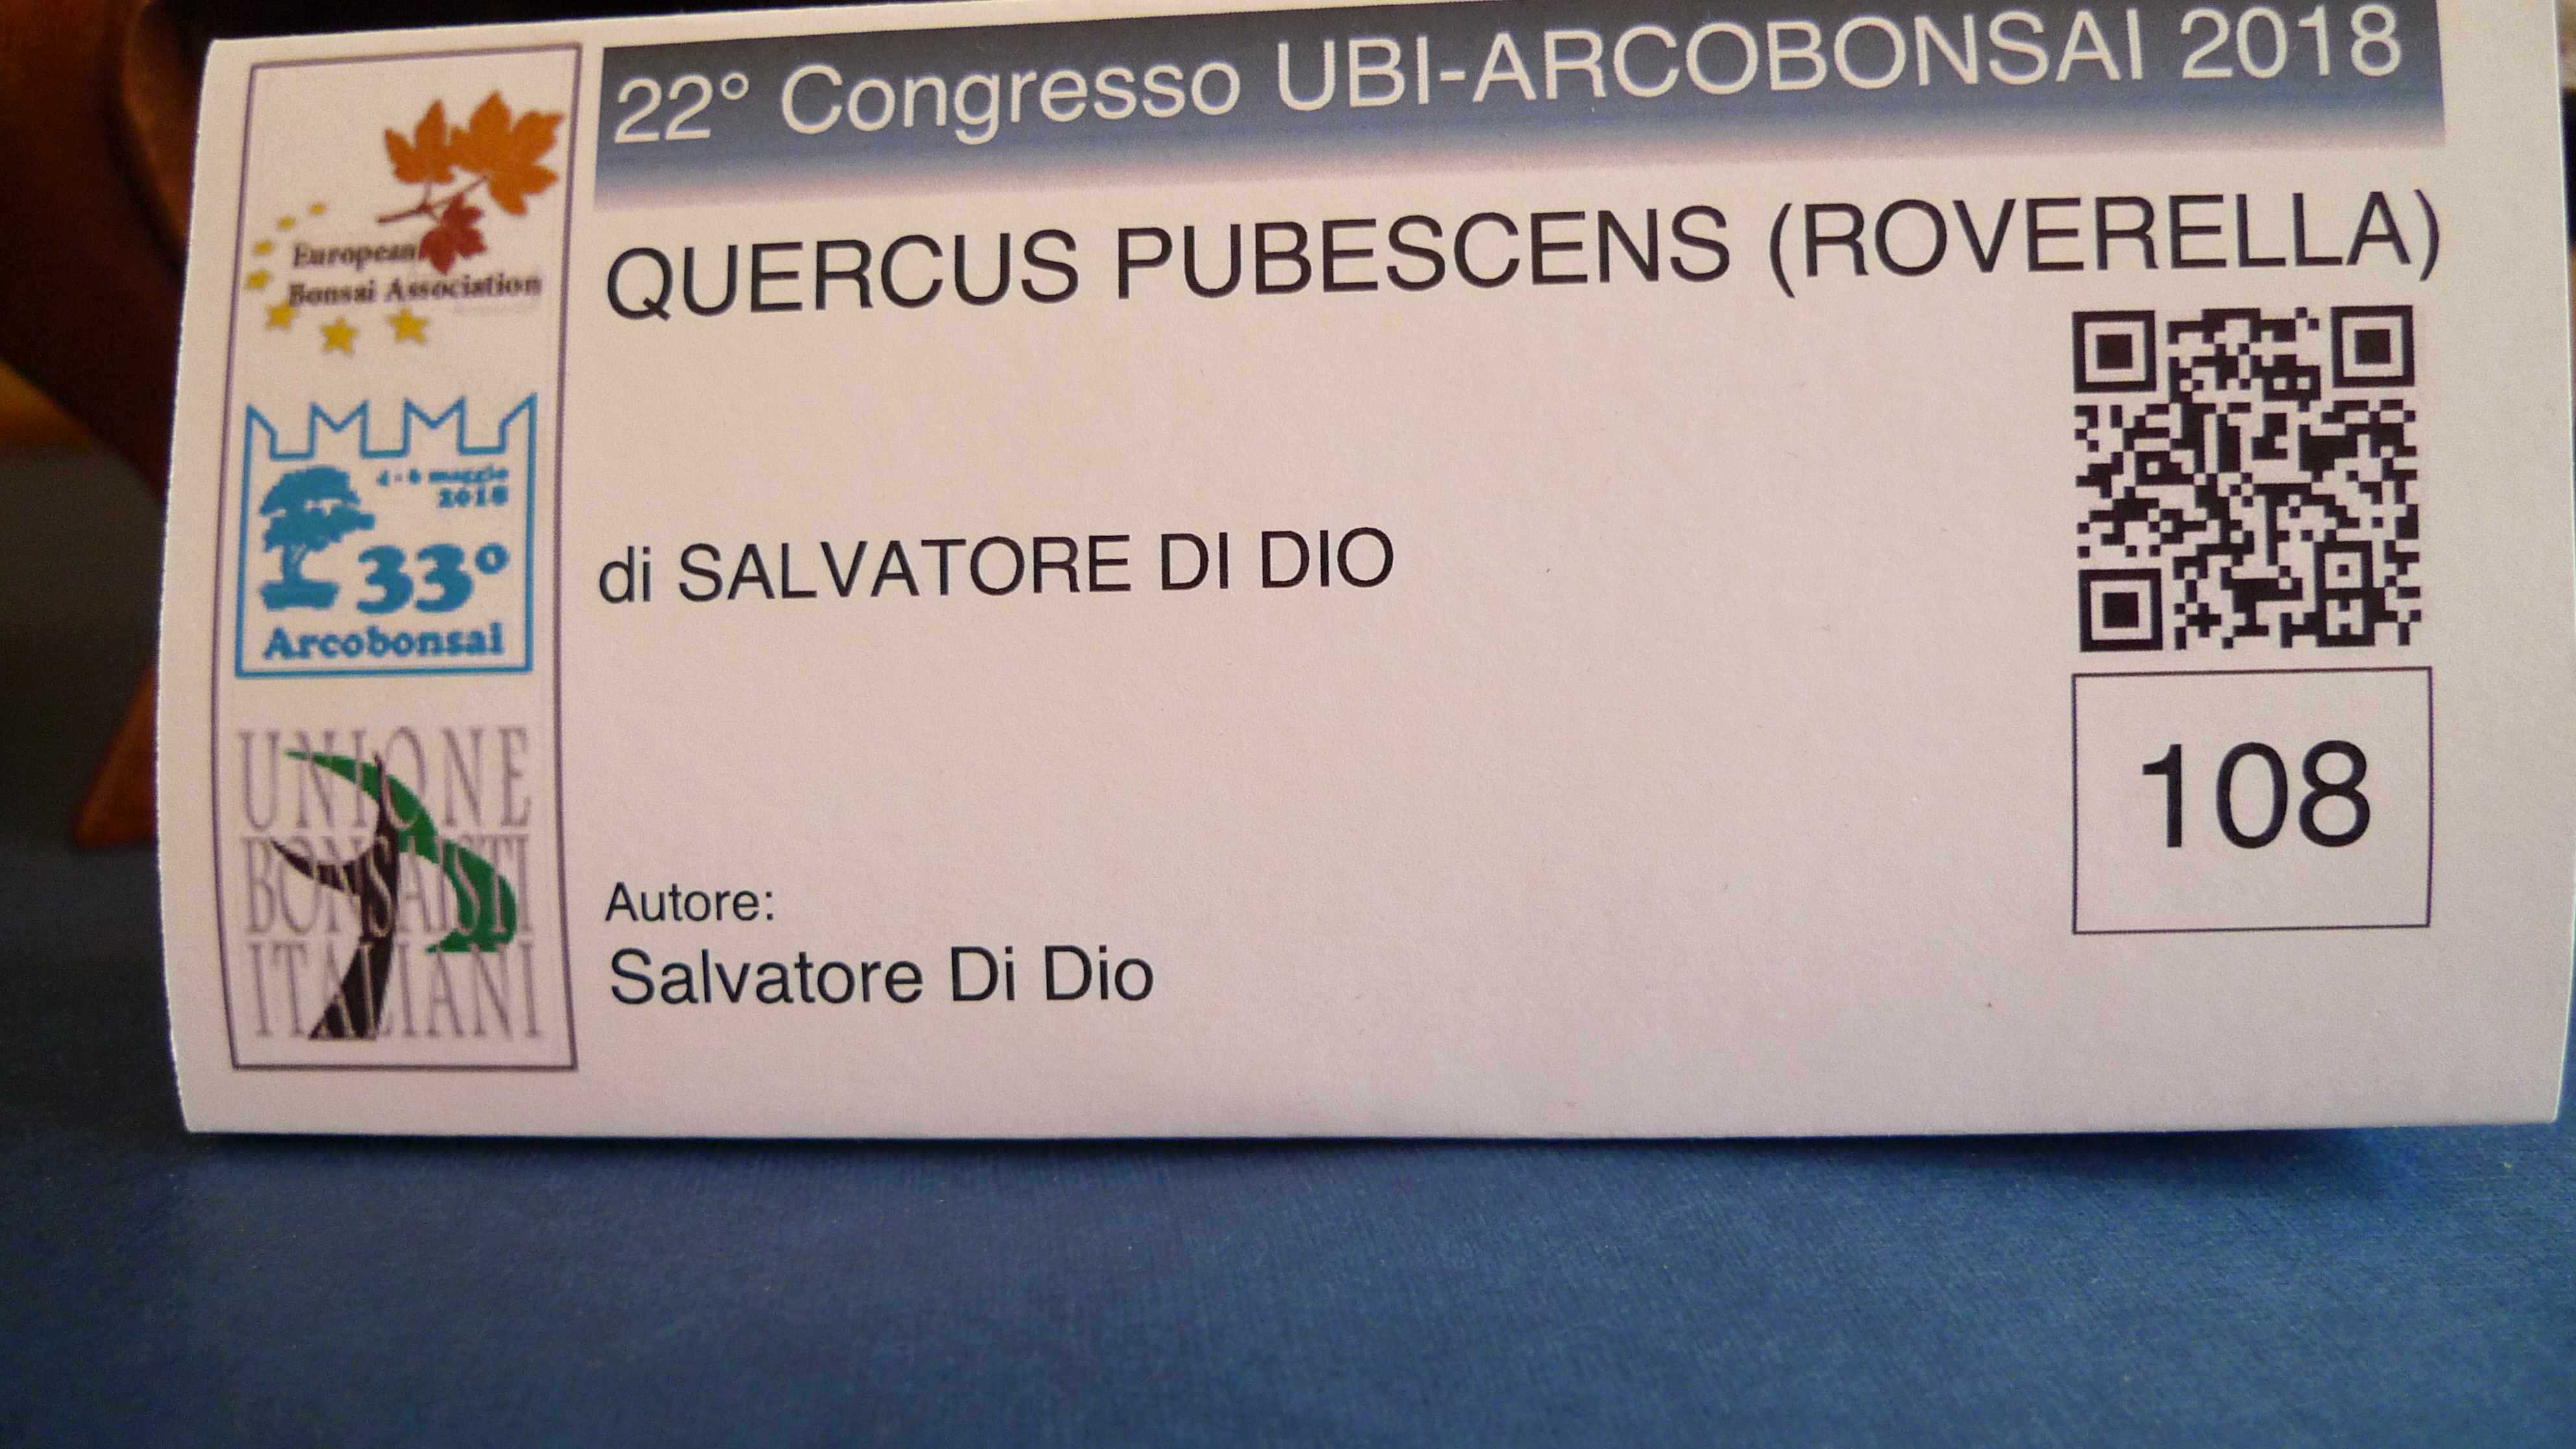 22° Congresso UBI-ARCOBONSAI 2018
QUERCUS PUBESCENS (ROVERELLA)
di SALVATORE DI DIO
Autore:
Salvatore Di Dio
108
European
Bonsai Association
4 - 6 maggio
2018
33°
Arcobonsai
UNIONE
BONSAISTI
ITALIANI